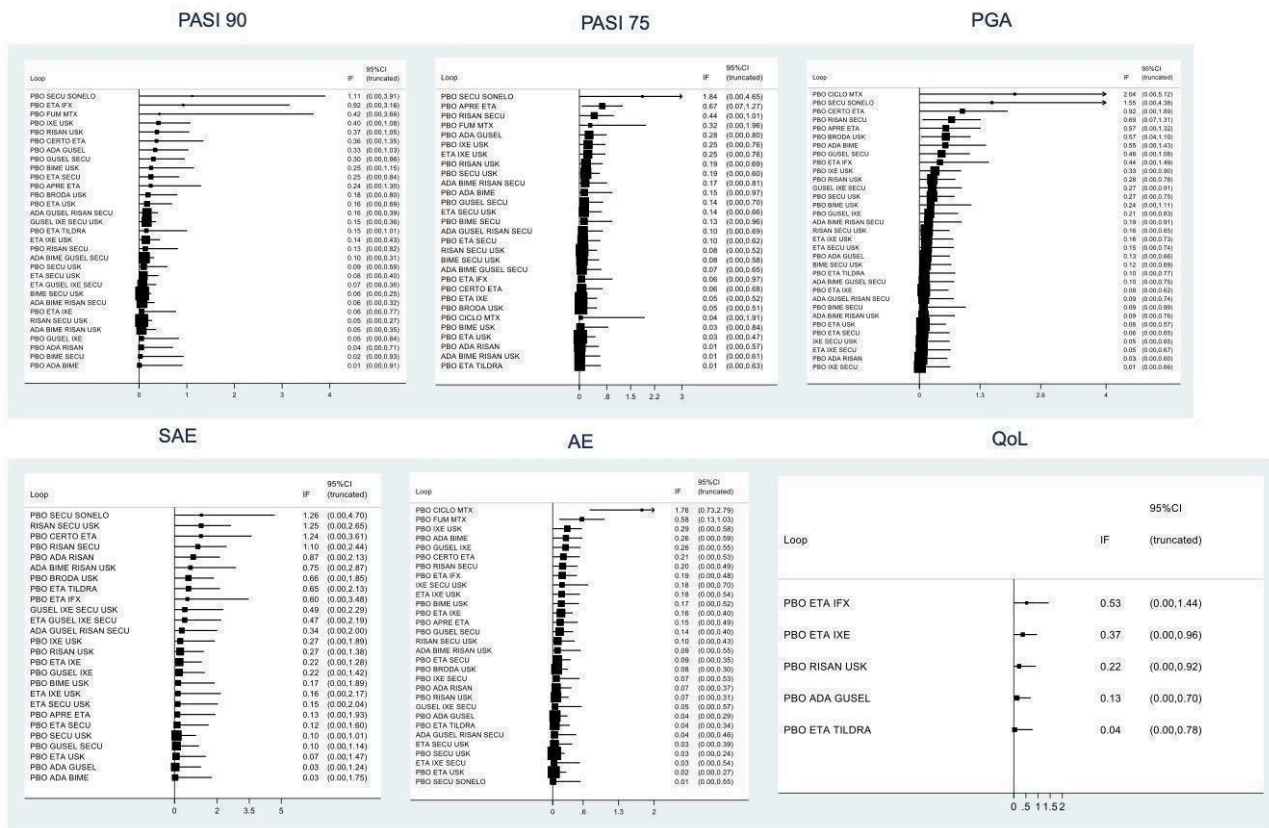 PASI 90
PASI 75
PGA
95%CI
Loop IF (truncated)
PBO SECU SONELO 1.11 (0.00,3.91)
PBO ETA IFX 0.92 (0.00,3.16)
PBO FUM MTX 0.42 (0.00,3.66)
PBO IXE USK 0.40 (0.00,1.08)
PBO RISAN USK 0.37 (0.00,1.05)
PBO CERTO ETA 0.36 (0.00,1.35)
PBO ADA GUSEL 0.33 (0.00,1.03)
PBO GUSEL SECU 0.30 (0.00,0.96)
PBO BIME USK 0.25 (0.00,1.15)
PBO ETA SECU 0.25 (0.00,0.84)
PBO APRE ETA 0.24 (0.00,1.30)
PBO BRODA USK 0.18 (0.00,0.80)
PBO ETA USK 0.16 (0.00,0.69)
ADA GUSEL RISAN SECU 0.16 (0.00,0.39)
GUSEL IXE SECU USK 0.15 (0.00,0.36)
PBO ETA TILDRA 0.15 (0.00,1.01)
ETA IXE USK 0.14 (0.00,0.43)
PBO RISAN SECU 0.13 (0.00,0.62)
ADA BIME GUSEL SECU 0.10 (0.00,0.31)
PBO SECU USK 0.09 (0.00,0.58)
ETA SECU USK 0.08 (0.00,0.40)
ETA GUSEL IXE SECU 0.07 (0.00,0.36)
BIME SECU USK 0.06 (0.00,0.25)
ADA BIME RISAN SECU 0.06 (0.00,0.32)
PBO ETA IXE 0.06 (0.00,0.77)
RISAN SECU USK 0.05 (0.00,0.27)
ADA BIME RISAN USK 0.05 (0.00,0.35)
PBO GUSEL IXE 0.05 (0.00,0.84)
PBO ADA RISAN 0.04 (0.00,0.71)
PBO BIME SECU 0.02 (0.00,0.93)
PBO ADA BIME 0.01 (0.00,0.91)
0 1 2 3 4
95%CI
Loop IF (truncated)
PBO SECU SONELO 1.84 (0.00,4.65)
PBO APRE ETA 0.67 (0.07,1.27)
PBO RISAN SECU 0.44 (0.00,1.01)
PBO FUM MTX 0.32 (0.00,1.96)
PBO ADA GUSEL 0.28 (0.00,0.80)
PBO IXE USK 0.25 (0.00,0.76)
ETA IXE USK 0.25 (0.00,0.76)
PBO RISAN USK 0.19 (0.00,0.69)
PBO SECU USK 0.19 (0.00,0.60)
ADA BIME RISAN SECU 0.17 (0.00,0.81)
PBO ADA BIME 0.15 (0.00,0.97)
PBO GUSEL SECU 0.14 (0.00,0.70)
ETA SECU USK 0.14 (0.00,0.66)
PBO BIME SECU 0.13 (0.00,0.96)
ADA GUSEL RISAN SECU 0.10 (0.00,0.69)
PBO ETA SECU 0.10 (0.00,0.62)
RISAN SECU USK 0.08 (0.00,0.52)
BIME SECU USK 0.08 (0.00,0.58)
ADA BIME GUSEL SECU 0.07 (0.00,0.65)
PBO ETA IFX 0.06 (0.00,0.97)
PBO CERTO ETA 0.06 (0.00,0.68)
PBO ETA IXE 0.05 (0.00,0.52)
PBO BRODA USK 0.05 (0.00,0.51)
PBO CICLO MTX 0.04 (0.00,1.91)
PBO BIME USK 0.03 (0.00,0.84)
PBO ETA USK 0.03 (0.00,0.47)
PBO ADA RISAN 0.01 (0.00,0.57)
ADA BIME RISAN USK 0.01 (0.00,0.61)
PBO ETA TILDRA 0.01 (0.00,0.63)
0 .8 1.5 2.2 3
95%CI
Loop IF (truncated)
PBO CICLO MTX 2.04 (0.00,5.12)
PBO SECU SONELO 1.55 (0.00,4.38)
PBO CERTO ETA 0.92 (0.00,1.89)
PBO RISAN SECU 0.69 (0.07,1.31)
PBO APRE ETA 0.57 (0.00,1.32)
PBO BRODA USK 0.57 (0.04,1.10)
PBO ADA BIME 0.55 (0.00,1.43)
PBO GUSEL SECU 0.48 (0.00,1.08)
PBO ETA IFX 0.44 (0.00,1.49)
PBO IXE USK 0.33 (0.00,0.90)
PBO RISAN USK 0.28 (0.00,0.78)
GUSEL IXE SECU 0.27 (0.00,0.91)
PBO SECU USK 0.27 (0.00,0.75)
PBO BIME USK 0.24 (0.00,1.11)
PBO GUSEL IXE 0.21 (0.00,0.83)
ADA BIME RISAN SECU 0.19 (0.00,0.91)
RISAN SECU USK 0.16 (0.00,0.65)
ETA IXE USK 0.16 (0.00,0.73)
ETA SECU USK 0.15 (0.00,0.74)
PBO ADA GUSEL 0.13 (0.00,0.66)
BIME SECU USK 0.12 (0.00,0.69)
PBO ETA TILDRA 0.10 (0.00,0.77)
ADA BIME GUSEL SECU 0.10 (0.00,0.75)
PBO ETA IXE 0.09 (0.00,0.62)
ADA GUSEL RISAN SECU 0.09 (0.00,0.74)
PBO BIME SECU 0.09 (0.00,0.99)
ADA BIME RISAN USK 0.09 (0.00,0.76)
PBO ETA USK 0.08 (0.00,0.57)
PBO ETA SECU 0.06 (0.00,0.65)
IXE SECU USK 0.05 (0.00,0.65)
ETA IXE SECU 0.05 (0.00,0.67)
PBO ADA RISAN 0.03 (0.00,0.60)
PBO IXE SECU 0.01 (0.00,0.66)
0 1.3 2.6 4
SAE
AE
QoL
95%CI
Loop IF (truncated)
PBO SECU SONELO 1.26 (0.00,4.70)
RISAN SECU USK 1.25 (0.00,2.65)
PBO CERTO ETA 1.24 (0.00,3.61)
PBO RISAN SECU 1.10 (0.00,2.44)
PBO ADA RISAN 0.87 (0.00,2.13)
ADA BIME RISAN USK 0.75 (0.00,2.87)
PBO BRODA USK 0.66 (0.00,1.85)
PBO ETA TILDRA 0.65 (0.00,2.13)
PBO ETA IFX 0.60 (0.00,3.48)
GUSEL IXE SECU USK 0.49 (0.00,2.29)
ETA GUSEL IXE SECU 0.47 (0.00,2.19)
ADA GUSEL RISAN SECU 0.34 (0.00,2.00)
PBO IXE USK 0.27 (0.00,1.89)
PBO RISAN USK 0.27 (0.00,1.38)
PBO ETA IXE 0.22 (0.00,1.28)
PBO GUSEL IXE 0.22 (0.00,1.42)
PBO BIME USK 0.17 (0.00,1.89)
ETA IXE USK 0.16 (0.00,2.17)
ETA SECU USK 0.15 (0.00,2.04)
PBO APRE ETA 0.13 (0.00,1.93)
PBO ETA SECU 0.12 (0.00,1.60)
PBO SECU USK 0.10 (0.00,1.01)
PBO GUSEL SECU 0.10 (0.00,1.14)
PBO ETA USK 0.07 (0.00,1.47)
PBO ADA GUSEL 0.03 (0.00,1.24)
PBO ADA BIME 0.03 (0.00,1.75)
0 2 3.5 5
95%CI
Loop IF (truncated)
PBO CICLO MTX 1.76 (0.73,2.79)
PBO FUM MTX 0.58 (0.13,1.03)
PBO IXE USK 0.29 (0.00,0.58)
PBO ADA BIME 0.26 (0.00,0.59)
PBO GUSEL IXE 0.26 (0.00,0.55)
PBO CERTO ETA 0.21 (0.00,0.53)
PBO RISAN SECU 0.20 (0.00,0.49)
PBO ETA IFX 0.19 (0.00,0.48)
IXE SECU USK 0.18 (0.00,0.70)
ETA IXE USK 0.18 (0.00,0.54)
PBO BIME USK 0.17 (0.00,0.52)
PBO ETA IXE 0.16 (0.00,0.40)
PBO APRE ETA 0.15 (0.00,0.49)
PBO GUSEL SECU 0.14 (0.00,0.40)
RISAN SECU USK 0.10 (0.00,0.43)
ADA BIME RISAN USK 0.09 (0.00,0.55)
PBO ETA SECU 0.09 (0.00,0.35)
PBO BRODA USK 0.08 (0.00,0.30)
PBO IXE SECU 0.07 (0.00,0.53)
PBO ADA RISAN 0.07 (0.00,0.37)
PBO RISAN USK 0.07 (0.00,0.31)
GUSEL IXE SECU 0.05 (0.00,0.57)
PBO ADA GUSEL 0.04 (0.00,0.29)
PBO ETA TILDRA 0.04 (0.00,0.34)
ADA GUSEL RISAN SECU 0.04 (0.00,0.46)
ETA SECU USK 0.03 (0.00,0.39)
PBO SECU USK 0.03 (0.00,0.24)
ETA IXE SECU 0.03 (0.00,0.54)
PBO ETA USK 0.02 (0.00,0.27)
PBO SECU SONELO 0.01 (0.00,0.55)
0 .6 1.3 2
95%CI
Loop IF (truncated)
PBO ETA IFX 0.53 (0.00,1.44)
PBO ETA IXE 0.37 (0.00,0.96)
PBO RISAN USK 0.22 (0.00,0.92)
PBO ADA GUSEL 0.13 (0.00,0.70)
PBO ETA TILDRA 0.04 (0.00,0.78)
0 .5 1 1.5 2